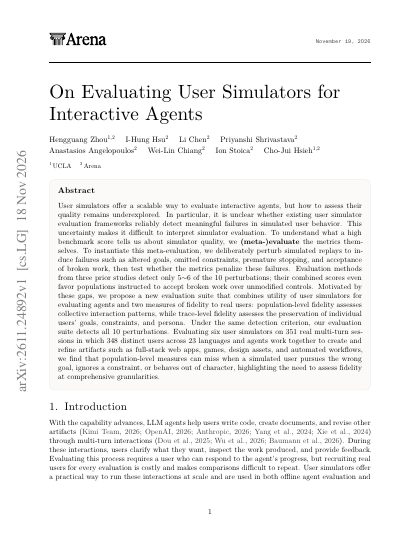 Arena
November 19, 2026
On Evaluating User Simulators for
Interactive Agents
Hengguang Zhou1,2 I-Hung Hsu2 Li Chen2 Priyanshi Shrivastava2
Anastasios Angelopoulos2 Wei-Lin Chiang2 Ion Stoica2 Cho-Jui Hsieh1,2
1 UCLA 2 Arena
Abstract
User simulators offer a scalable way to evaluate interactive agents, but how to assess their
quality remains underexplored. In particular, it is unclear whether existing user simulator
evaluation frameworks reliably detect meaningful failures in simulated user behavior. This
uncertainty makes it difficult to interpret simulator evaluation. To understand what a high
benchmark score tells us about simulator quality, we (meta-)evaluate the metrics them-
selves. To instantiate this meta-evaluation, we deliberately perturb simulated replays to in-
duce failures such as altered goals, omitted constraints, premature stopping, and acceptance
of broken work, then test whether the metrics penalize these failures. Evaluation methods
from three prior studies detect only 5~6 of the perturbations; their combined scores even
favor populations instructed to accept broken work over unmodified controls. Motivated by
these gaps, we propose a new evaluation suite that combines utility of user simulators for
evaluating agents and two measures of fidelity to real users: population-level fidelity assesses
collective interaction patterns, while trace-level fidelity assesses the preservation of individual
users' goals, constraints, and persona. Under the same detection criterion, our evaluation
suite detects all 10 perturbations. Evaluating six user simulators on 351 real multi-turn ses-
sions in which 348 distinct users across 23 languages and agents work together to create and
refine artifacts such as full-stack web apps, games, design assets, and automated workflows,
we find that population-level measures can miss when a simulated user pursues the wrong
goal, ignores a constraint, or behaves out of character, highlighting the need to assess fidelity
at comprehensive granularities.
1. Introduction
With the capability advances, LLM agents help users write code, create documents, and revise other
artifacts (Kimi Team, 2026; OpenAI, 2026; Anthropic, 2026; Yang et al., 2024; Xie et al., 2024)
through multi-turn interactions (Dou et al., 2025; Wu et al., 2026; Baumann et al., 2026). During
these interactions, users clarify what they want, inspect the work produced, and provide feedback.
Evaluating this process requires a user who can respond to the agent's progress, but recruiting real
users for every evaluation is costly and makes comparisons difficult to repeat. User simulators offer
a practical way to run these interactions at scale and are used in both offline agent evaluation and
1
arXiv:2611.24892v1 [cs.LG] 18 Nov 2026